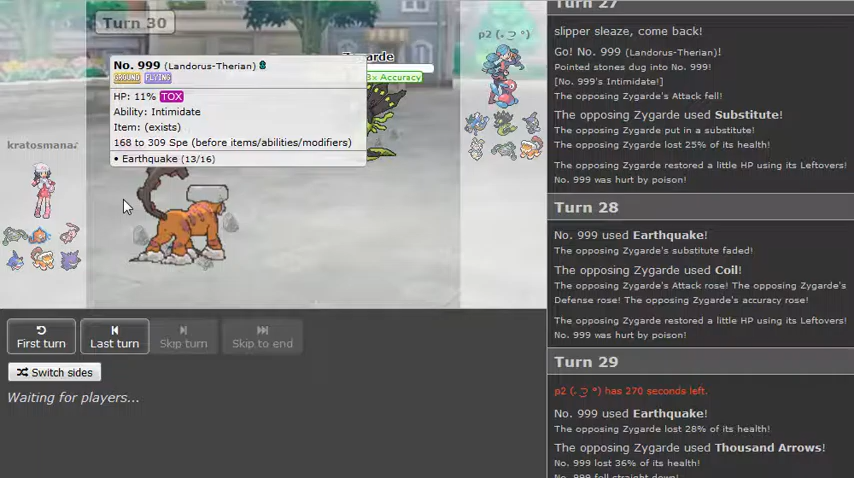 Turn 30
p2 (. ͜ʖ °)
Zygarde
3x Accuracy
No. 999 (Landorus-Therian)
GROUND FLYING
HP: 11% TOX
Ability: Intimidate
Item: (exists)
168 to 309 Spe (before items/abilities/modifiers)
• Earthquake (13/16)
kratosmana
First turn
Last turn
Skip turn
Skip to end
Switch sides
Waiting for players...
Turn 27
slipper sleaze, come back!
Go! No. 999 (Landorus-Therian)!
Pointed stones dug into No. 999!
[No. 999's Intimidate!]
The opposing Zygarde's Attack fell!
The opposing Zygarde used Substitute!
The opposing Zygarde put in a substitute!
The opposing Zygarde lost 25% of its health!
The opposing Zygarde restored a little HP using its Leftovers!
No. 999 was hurt by poison!
Turn 28
No. 999 used Earthquake!
The opposing Zygarde's substitute faded!
The opposing Zygarde used Coil!
The opposing Zygarde's Attack rose! The opposing Zygarde's
Defense rose! The opposing Zygarde's accuracy rose!
The opposing Zygarde restored a little HP using its Leftovers!
No. 999 was hurt by poison!
Turn 29
p2 (. ͜ʖ °) has 270 seconds left.
No. 999 used Earthquake!
The opposing Zygarde lost 28% of its health!
The opposing Zygarde used Thousand Arrows!
No. 999 lost 36% of its health!
No. 999 fell straight down!